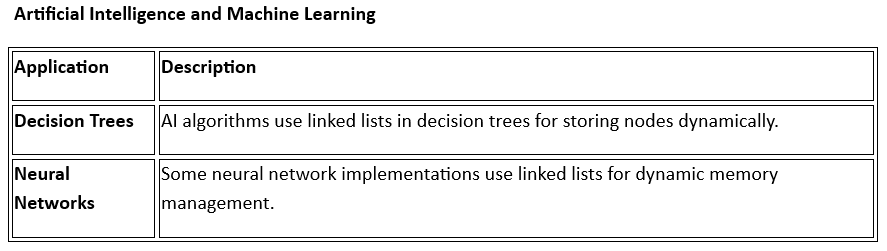 Artificial Intelligence and Machine Learning
Application Description
Decision Trees AI algorithms use linked lists in decision trees for storing nodes dynamically.
Neural Some neural network implementations use linked lists for dynamic memory
Networks management.